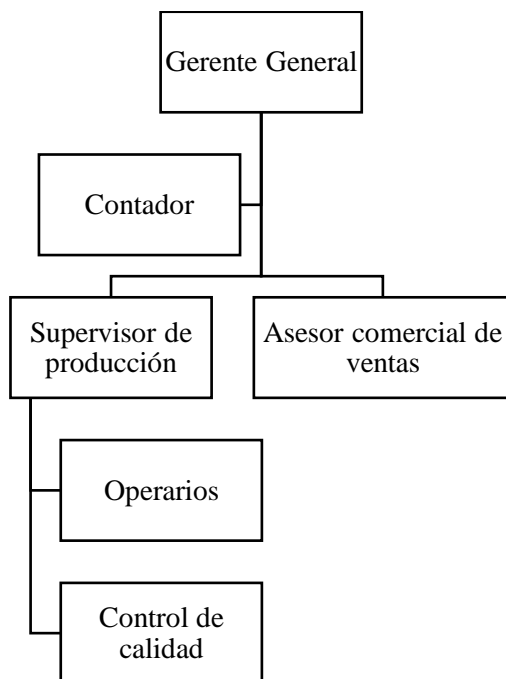 Gerente General
Contador
Supervisor de
producción
Asesor comercial de
ventas
Operarios
Control de
calidad